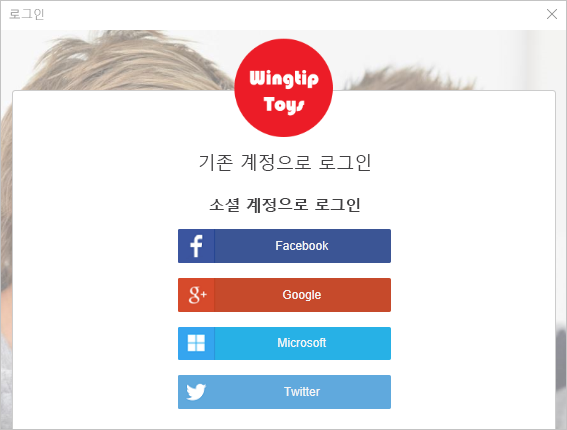 로그인
Wingtip
Toys
기존 계정으로 로그인
소셜 계정으로 로그인
Facebook
Google
Microsoft
Twitter